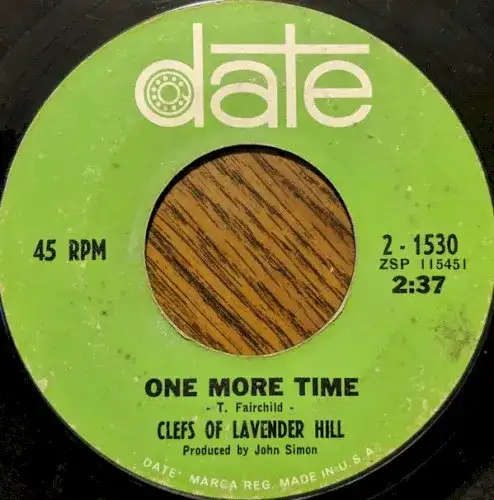 date
45 RPM
2 - 1530
ZSP 115451
2:37
ONE MORE TIME
- T. Fairchild -
CLEFS OF LAVENDER HILL
Produced by John Simon
"DATE" MARCA REG. MADE IN U.S.A.